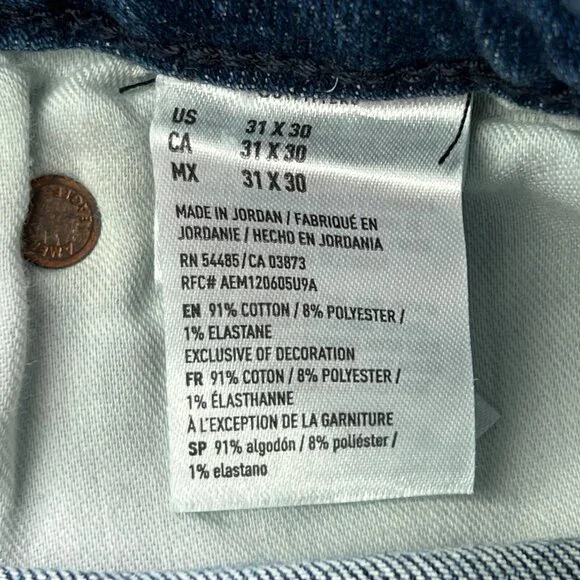 US 31 X 30
CA 31 X 30
MX 31 X 30
MADE IN JORDAN / FABRIQUÉ EN
JORDANIE / HECHO EN JORDANIA
RN 54485/CA 03873
RFC# AEM120605U9A
EN 91% COTTON / 8% POLYESTER /
1% ELASTANE
EXCLUSIVE OF DECORATION
FR 91% COTON / 8% POLYESTER /
1% ÉLASTHANNE
À L'EXCEPTION DE LA GARNITURE
SP 91% algodón / 8% poliéster /
1% elastano